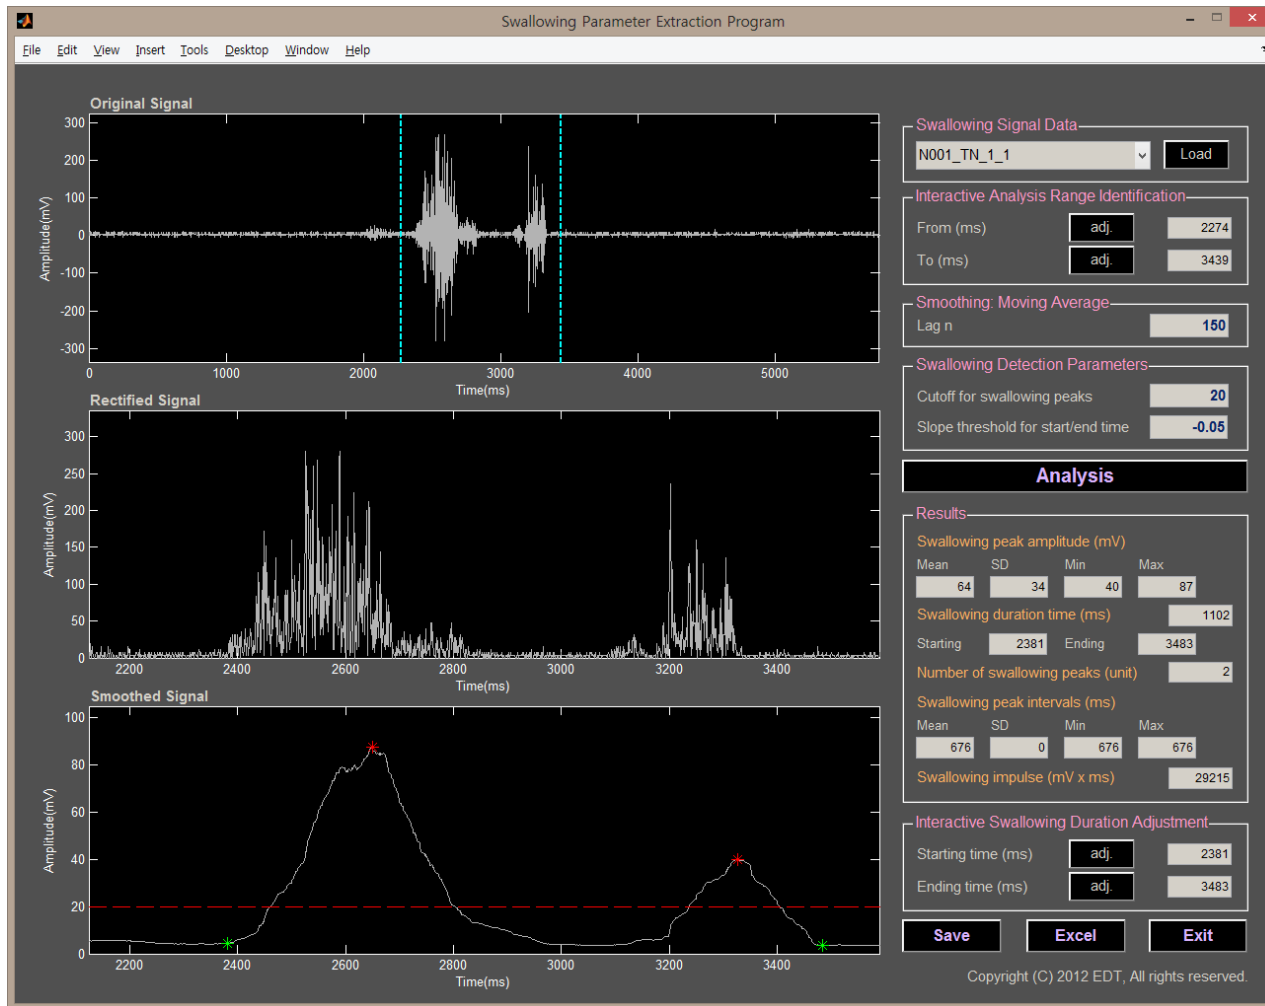 Swallowing Parameter Extraction Program
File Edit View Insert Tools Desktop Window Help
Original Signal
300
200
100
0
-100
-200
-300
Amplitude(mV)
0 1000 2000 3000 4000 5000
Time(ms)
Rectified Signal
300
250
200
150
100
50
0
Amplitude(mV)
2200 2400 2600 2800 3000 3200 3400
Time(ms)
Smoothed Signal
100
80
60
40
20
0
Amplitude(mV)
2200 2400 2600 2800 3000 3200 3400
Time(ms)
Swallowing Signal Data
N001_TN_1_1 Load
Interactive Analysis Range Identification
From (ms) adj. 2274
To (ms) adj. 3439
Smoothing: Moving Average
Lag n 150
Swallowing Detection Parameters
Cutoff for swallowing peaks 20
Slope threshold for start/end time -0.05
Analysis
Results
Swallowing peak amplitude (mV)
Mean SD Min Max
64 34 40 87
Swallowing duration time (ms) 1102
Starting 2381 Ending 3483
Number of swallowing peaks (unit) 2
Swallowing peak intervals (ms)
Mean SD Min Max
676 0 676 676
Swallowing impulse (mV x ms) 29215
Interactive Swallowing Duration Adjustment
Starting time (ms) adj. 2381
Ending time (ms) adj. 3483
Save Excel Exit
Copyright (C) 2012 EDT, All rights reserved.